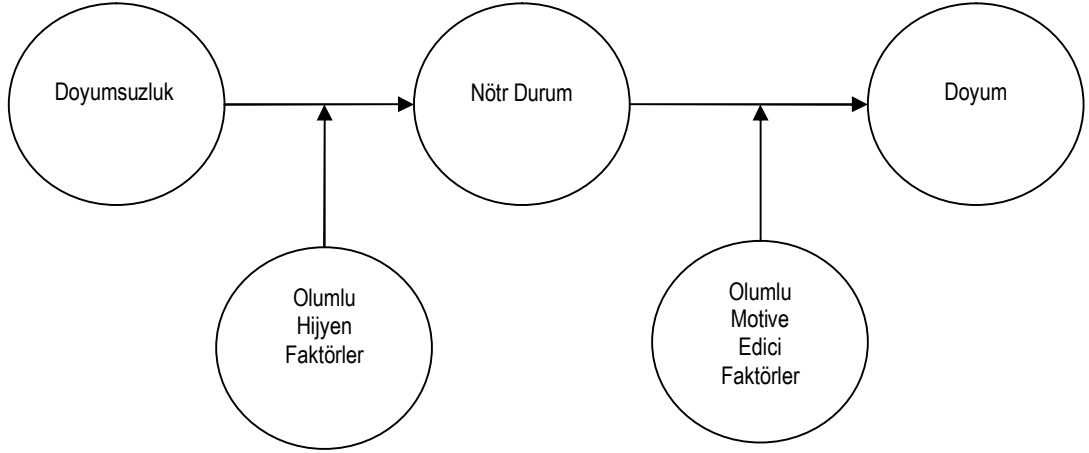 Doyumsuzluk
Nötr Durum
Doyum
Olumlu
Hijyen
Faktörler
Olumlu
Motive
Edici
Faktörler